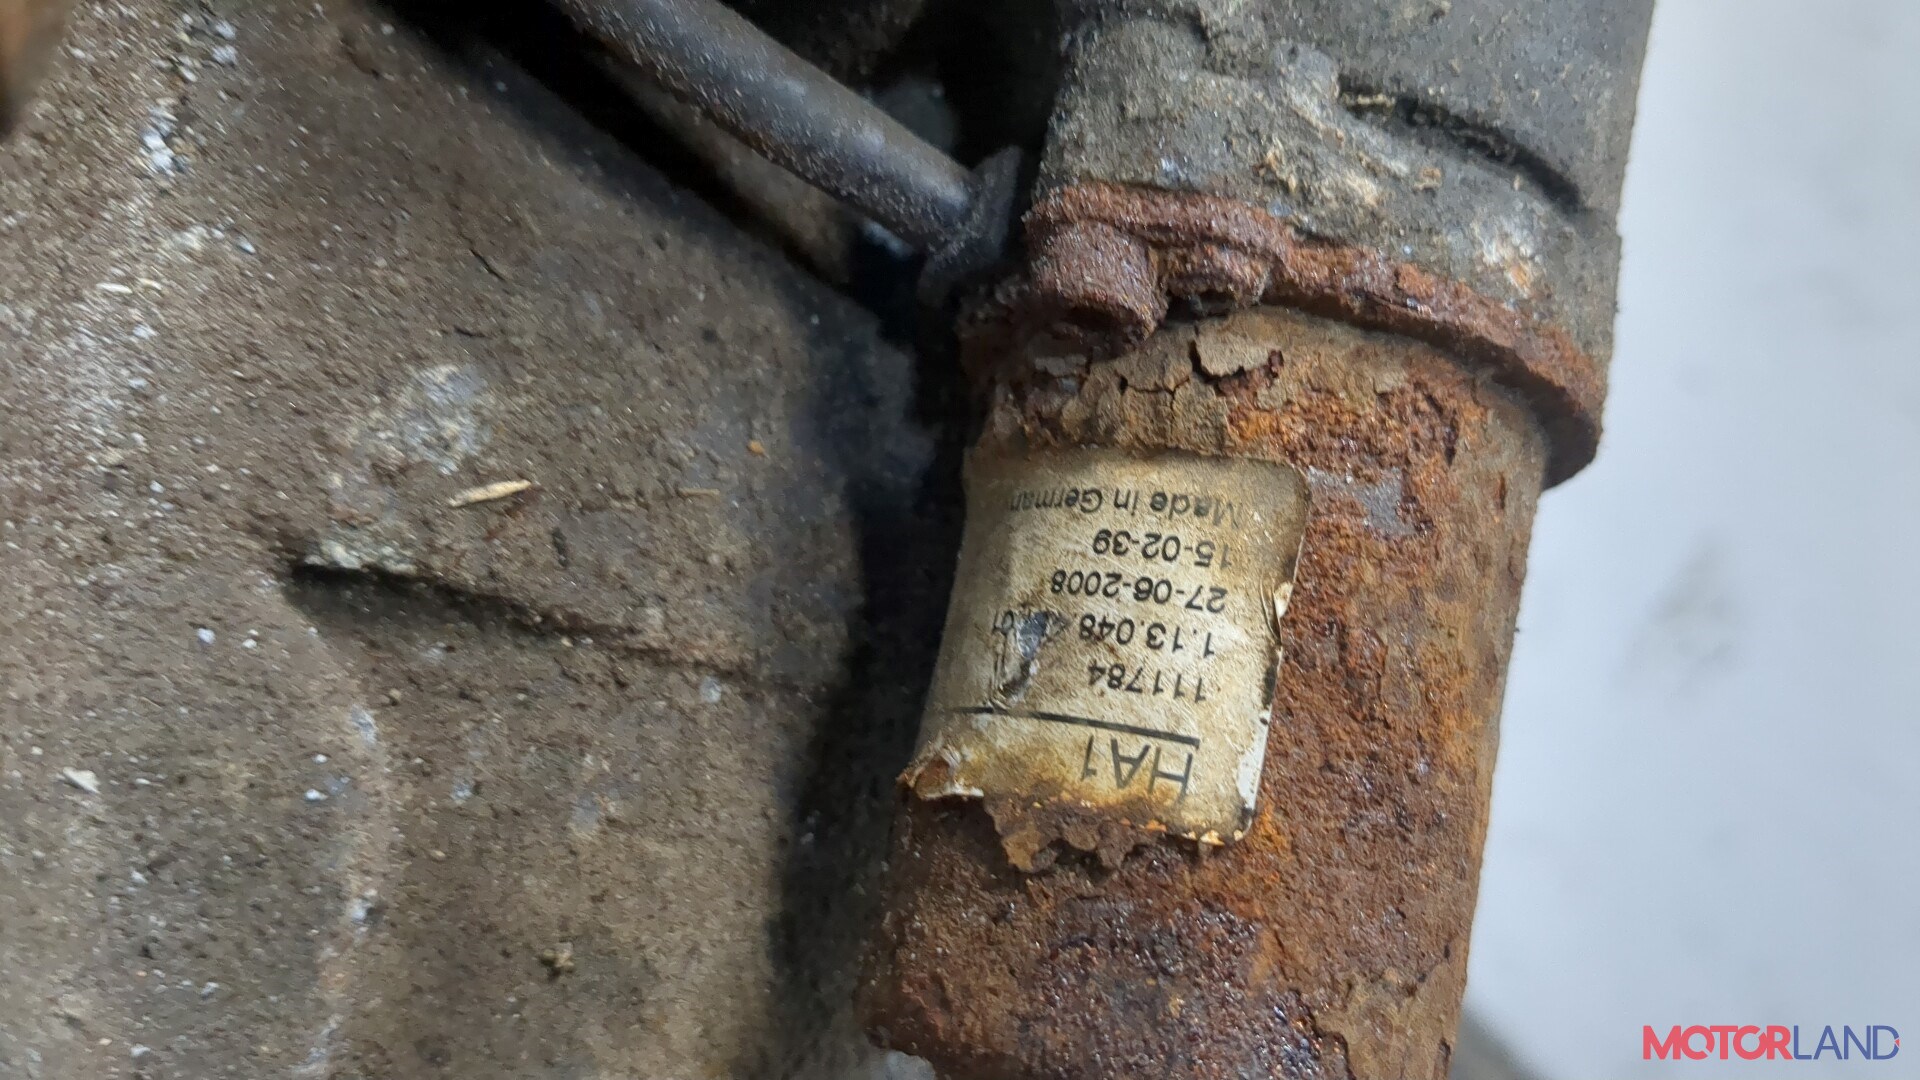 HA1
111784
1.13.048
27-06-2008
15-02-39
Made in German
MOTORLAND